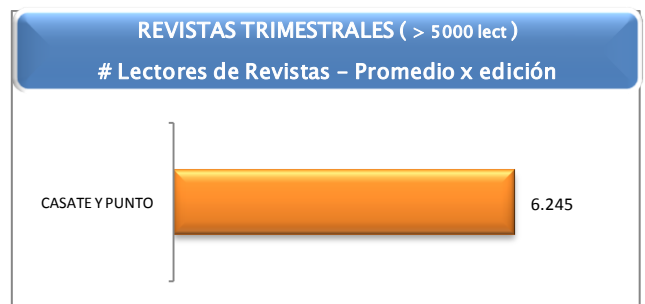 REVISTAS TRIMESTRALES ( > 5000 lect )
# Lectores de Revistas – Promedio x edición
CASATE Y PUNTO 6.245